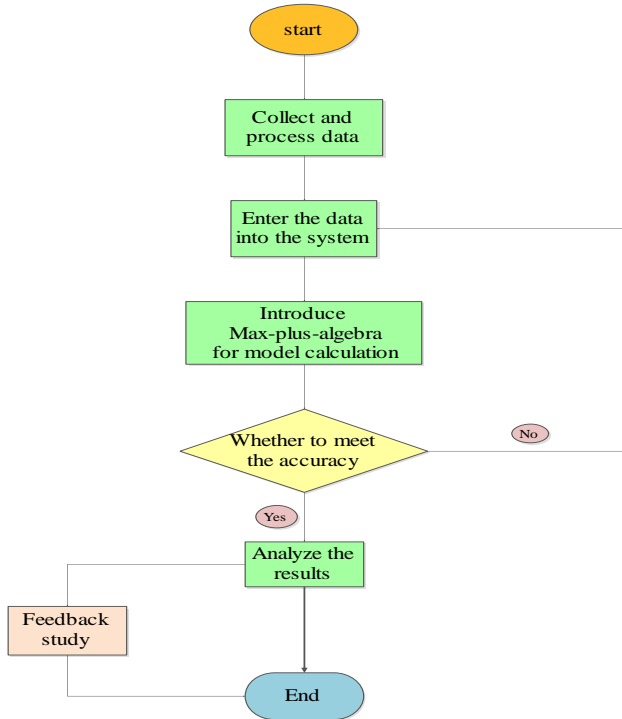 start
Collect and
process data
Enter the data
into the system
Introduce
Max-plus-algebra
for model calculation
Whether to meet
the accuracy
No
Yes
Analyze the
results
Feedback
study
End